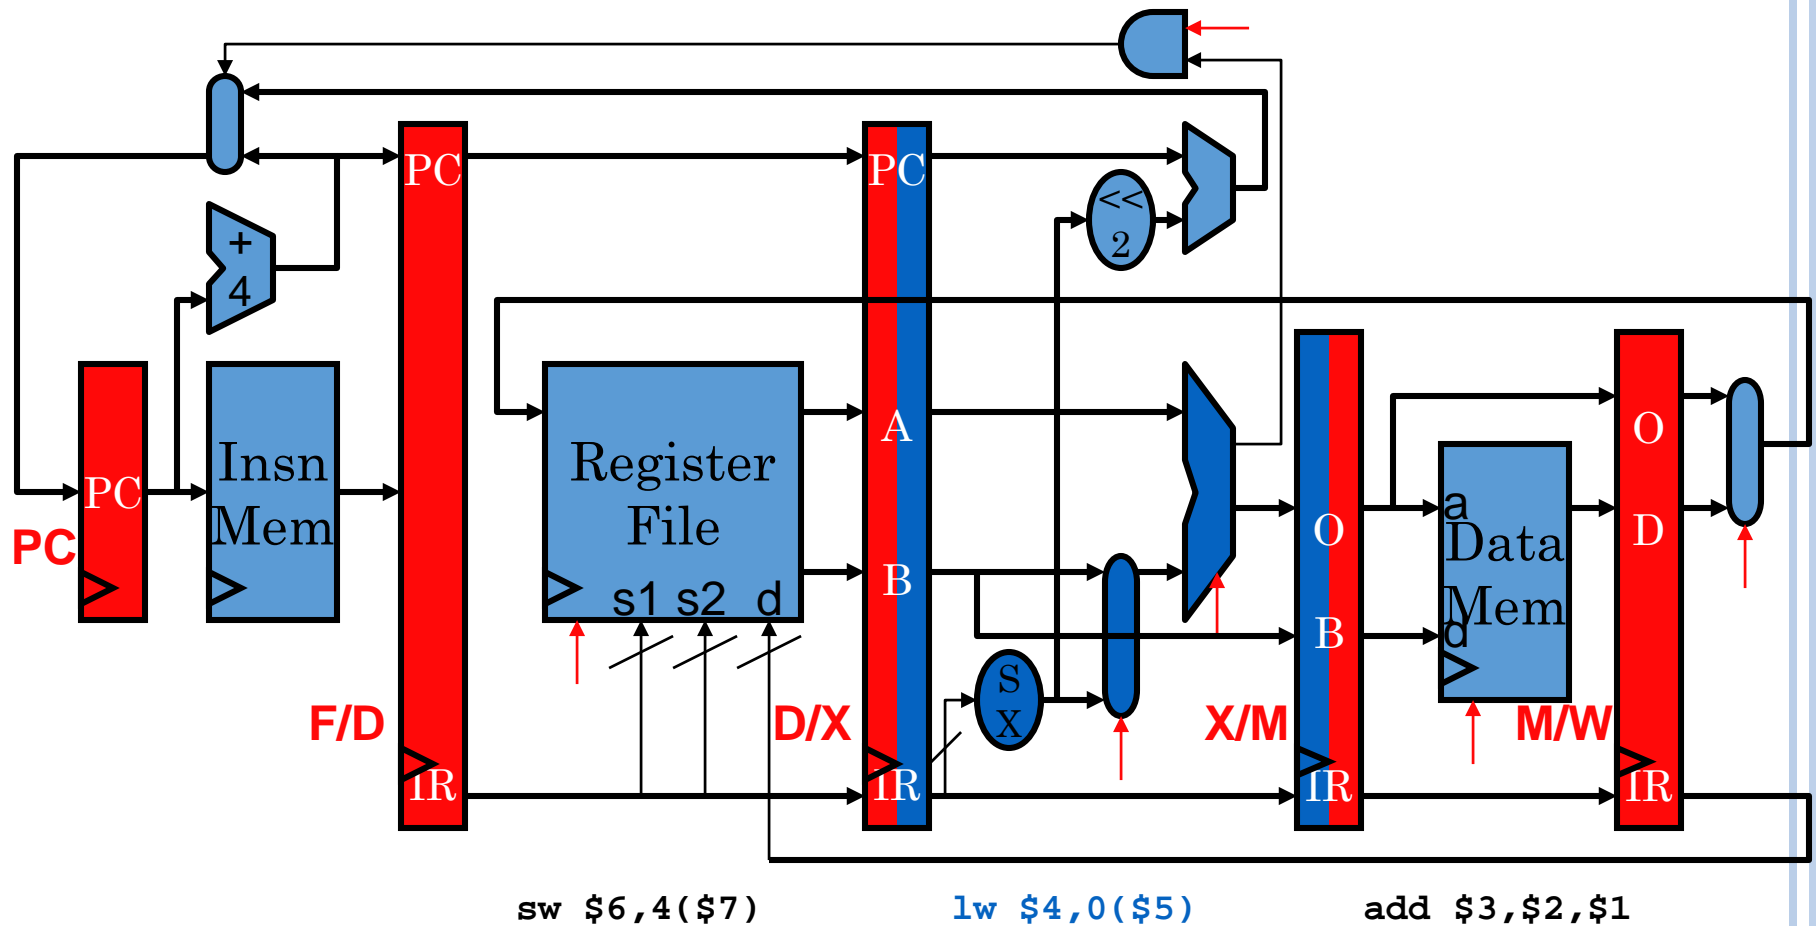 PC
PC
<<
2
+
4
PC
Insn
Mem
Register
File
s1 s2 d
A
B
O
B
a
Data
Mem
d
O
D
PC
S
X
F/D
D/X
X/M
M/W
IR
IR
IR
IR
sw $6,4($7)
lw $4,0($5)
add $3,$2,$1